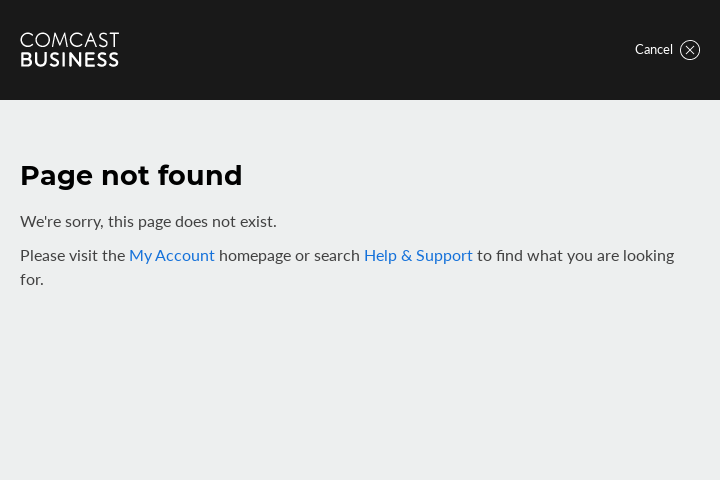 COMCAST
BUSINESS
Cancel
Page not found
We're sorry, this page does not exist.
Please visit the My Account homepage or search Help & Support to find what you are looking
for.